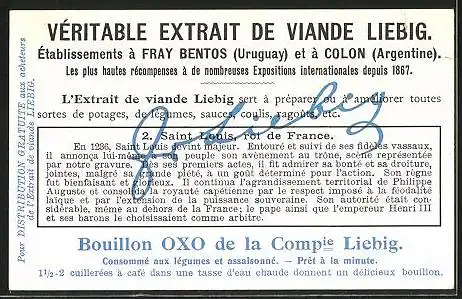 VÉRITABLE EXTRAIT DE VIANDE LIEBIG.
Établissements à FRAY BENTOS (Uruguay) et à COLON (Argentine).
Les plus hautes récompenses à de nombreuses Expositions internationales depuis 1867.
L'Extrait de viande Liebig sert à préparer ou à améliorer toutes
sortes de potages, de légumes, sauces, coulis, ragoûts, etc.
2. Saint Louis, roi de France.
En 1236, Saint Louis devint majeur. Entouré et suivi de ses fidèles vassaux,
il annonça lui-même à son peuple son avènement au trône, scène représentée
par notre gravure. Dès ses premiers actes, il fit admirer sa bonté et sa droiture,
jointes, malgré sa grande piété, à un goût déterminé pour l'action. Son règne
fut bienfaisant et glorieux. Il continua l'agrandissement territorial de Philippe
Auguste et consolida la royauté capétienne par le respect imposé à la féodalité
laïque et par l'extension de la puissance souveraine. Son autorité était con-
sidérable, même au dehors de la France; le pape ainsi que l'empereur Henri III
et ses barons le choisissaient comme arbitre.
Bouillon OXO de la Compie Liebig.
Consommé aux légumes et assaisonné. – Prêt à la minute.
1½-2 cuillerées à café dans une tasse d'eau chaude donnent un délicieux bouillon.
Pour DISTRIBUTION GRATUITE aux acheteurs
de l'Extrait de viande LIEBIG.
JvLiebig